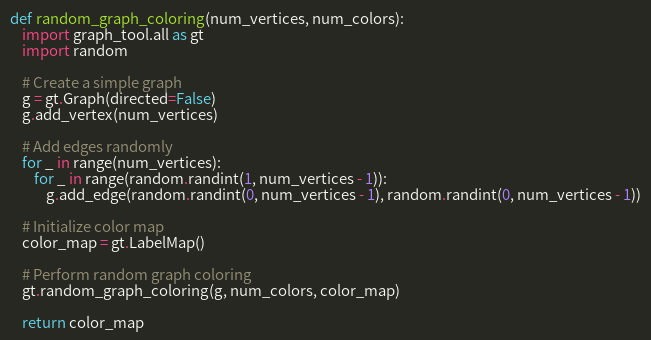 def random_graph_coloring(num_vertices, num_colors):
    import graph_tool.all as gt
    import random

    # Create a simple graph
    g = gt.Graph(directed=False)
    g.add_vertex(num_vertices)

    # Add edges randomly
    for _ in range(num_vertices):
        for _ in range(random.randint(1, num_vertices - 1)):
            g.add_edge(random.randint(0, num_vertices - 1), random.randint(0, num_vertices - 1))

    # Initialize color map
    color_map = gt.LabelMap()

    # Perform random graph coloring
    gt.random_graph_coloring(g, num_colors, color_map)

    return color_map